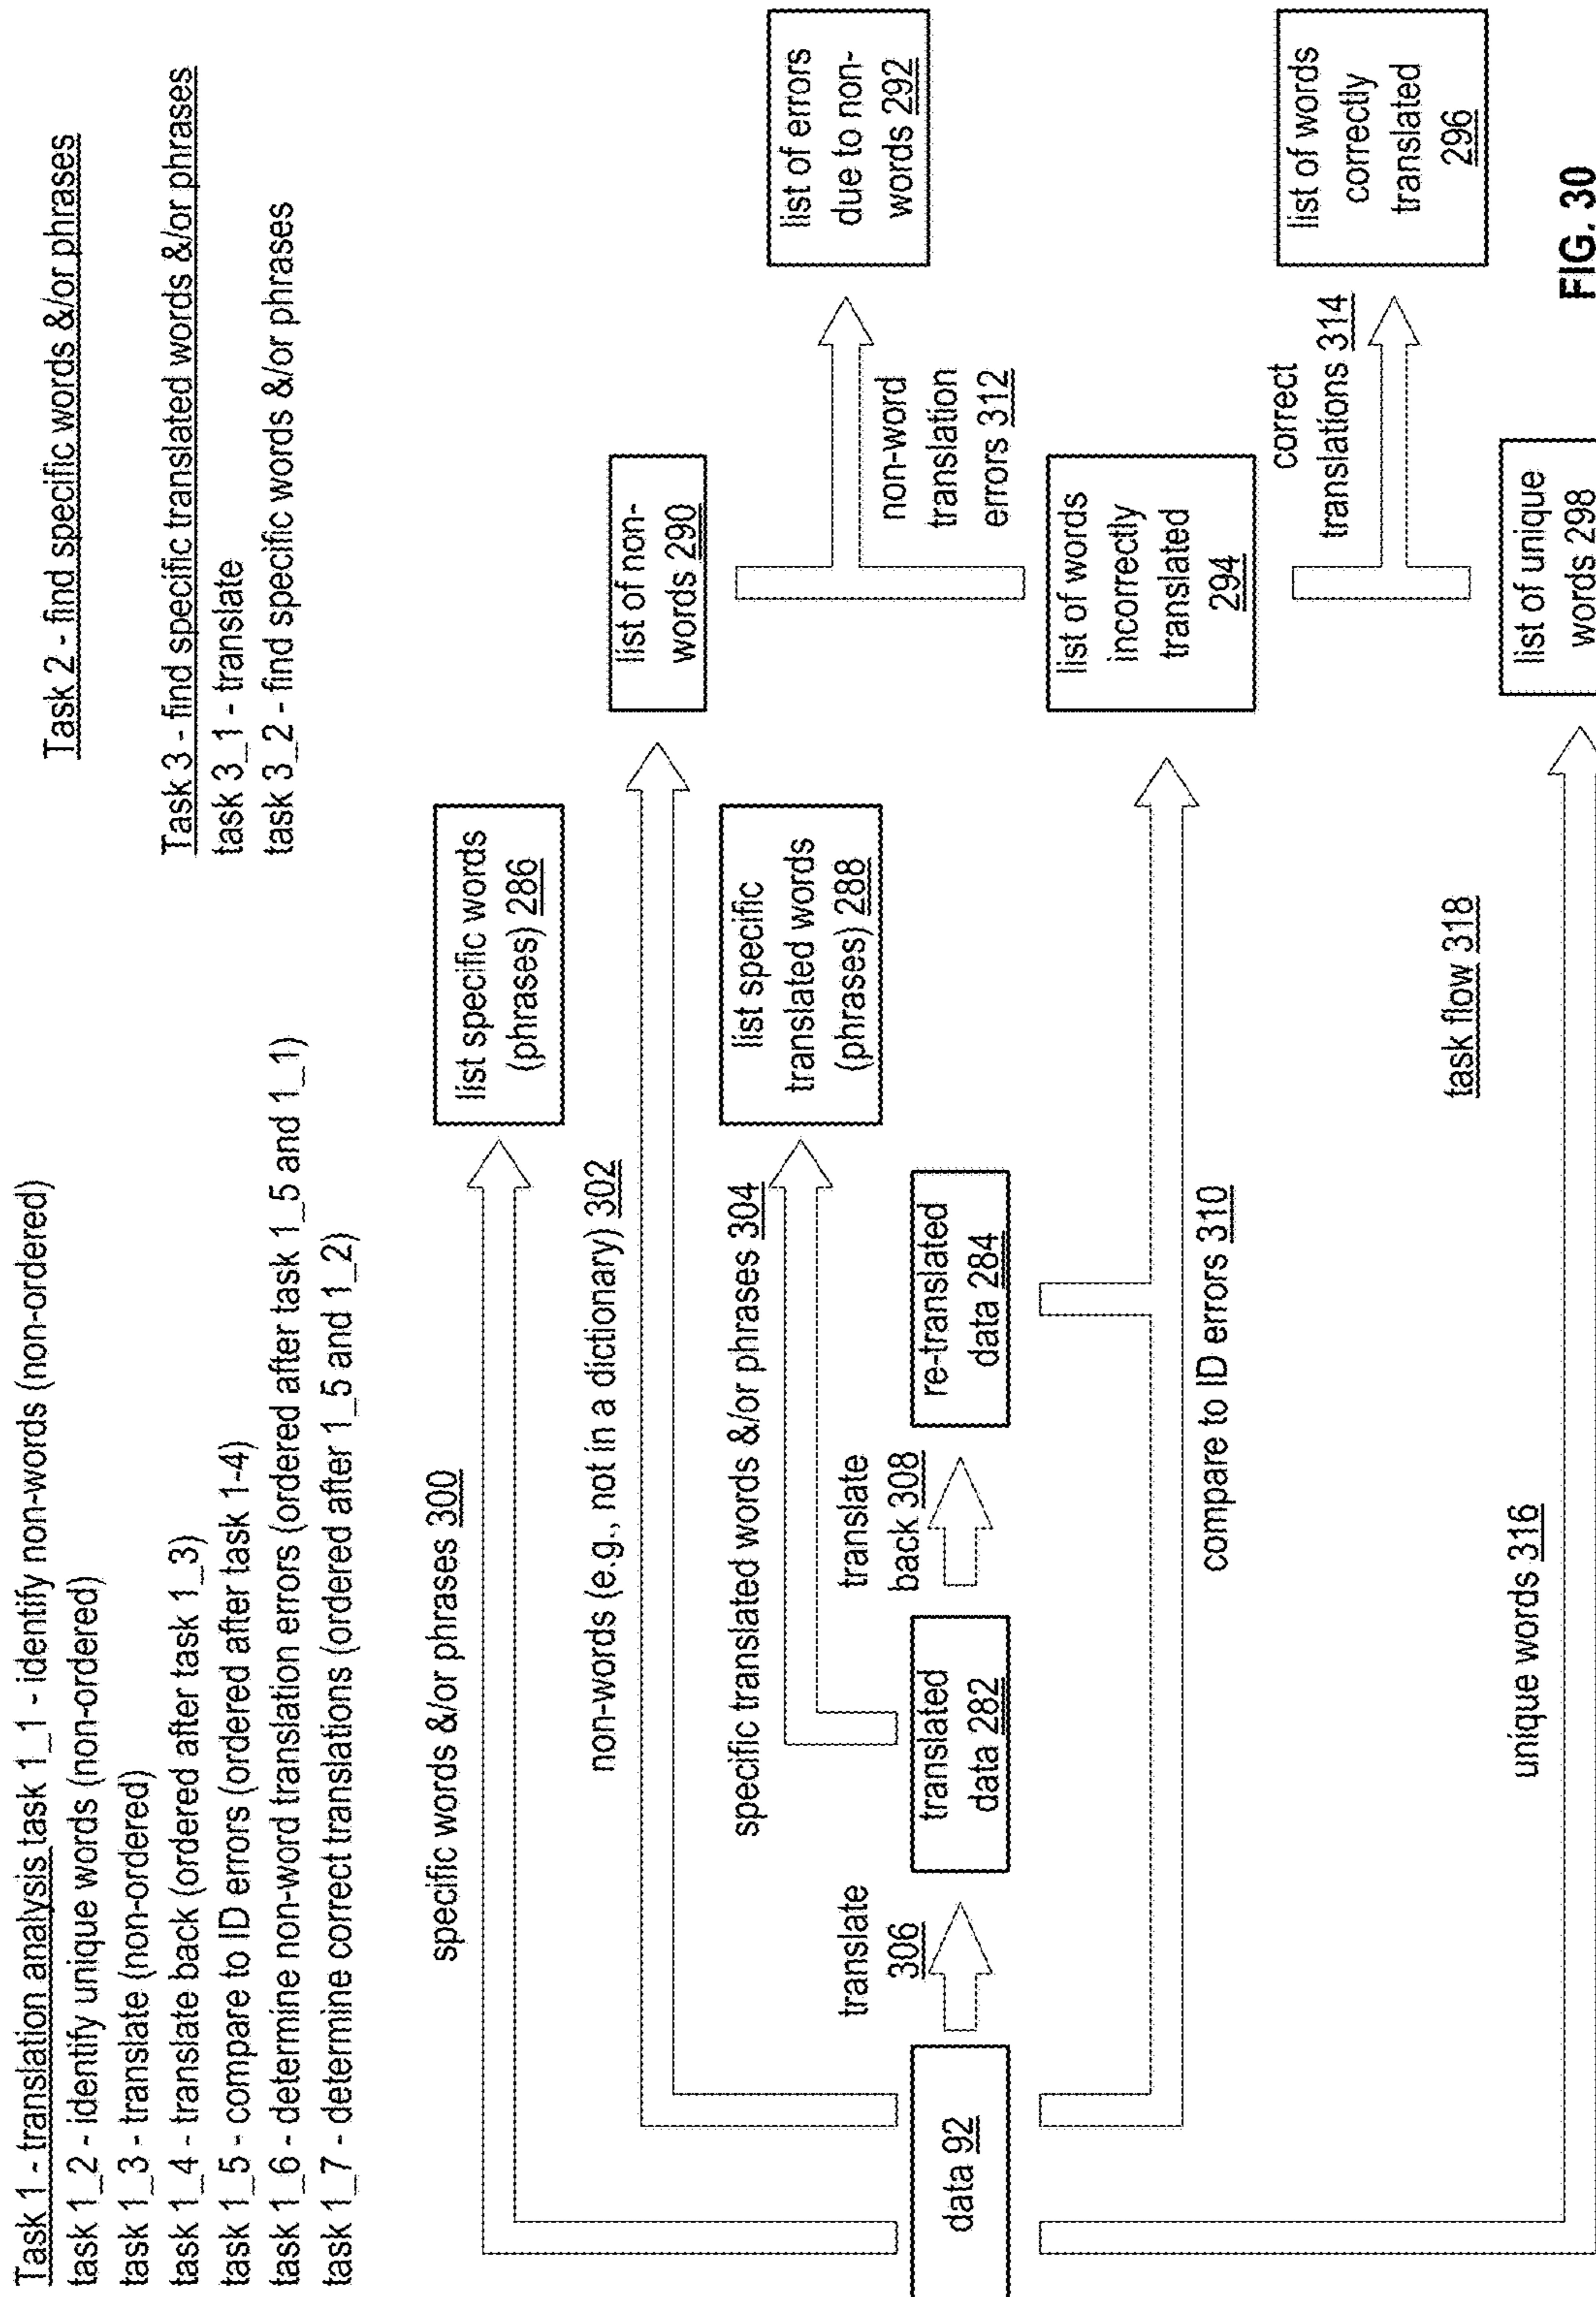 Task 1 - translation analysis task 1_1 - identify non-words (non-ordered)
task 1_2 - identify unique words (non-ordered)
task 1_3 - translate (non-ordered)
task 1_4 - translate back (ordered after task 1_3)
task 1_5 - compare to ID errors (ordered after task 1-4)
task 1_6 - determine non-word translation errors (ordered after task 1_5 and 1_1)
task 1_7 - determine correct translations (ordered after 1_5 and 1_2)
Task 2 - find specific words &/or phrases
Task 3 - find specific translated words &/or phrases
task 3_1 - translate
task 3_2 - find specific words &/or phrases
specific words &/or phrases 300
list specific words
(phrases) 286
non-words (e.g., not in a dictionary) 302
list of non-
words 290
specific translated words &/or phrases 304
list specific
translated words
(phrases) 288
list of errors
due to non-
words 292
non-word
translation
errors 312
data 92
translate
306
translated
data 282
translate
back 308
re-translated
data 284
compare to ID errors 310
list of words
incorrectly
translated
294
correct
translations 314
list of words
correctly
translated
296
task flow 318
unique words 316
list of unique
words 298
FIG. 30